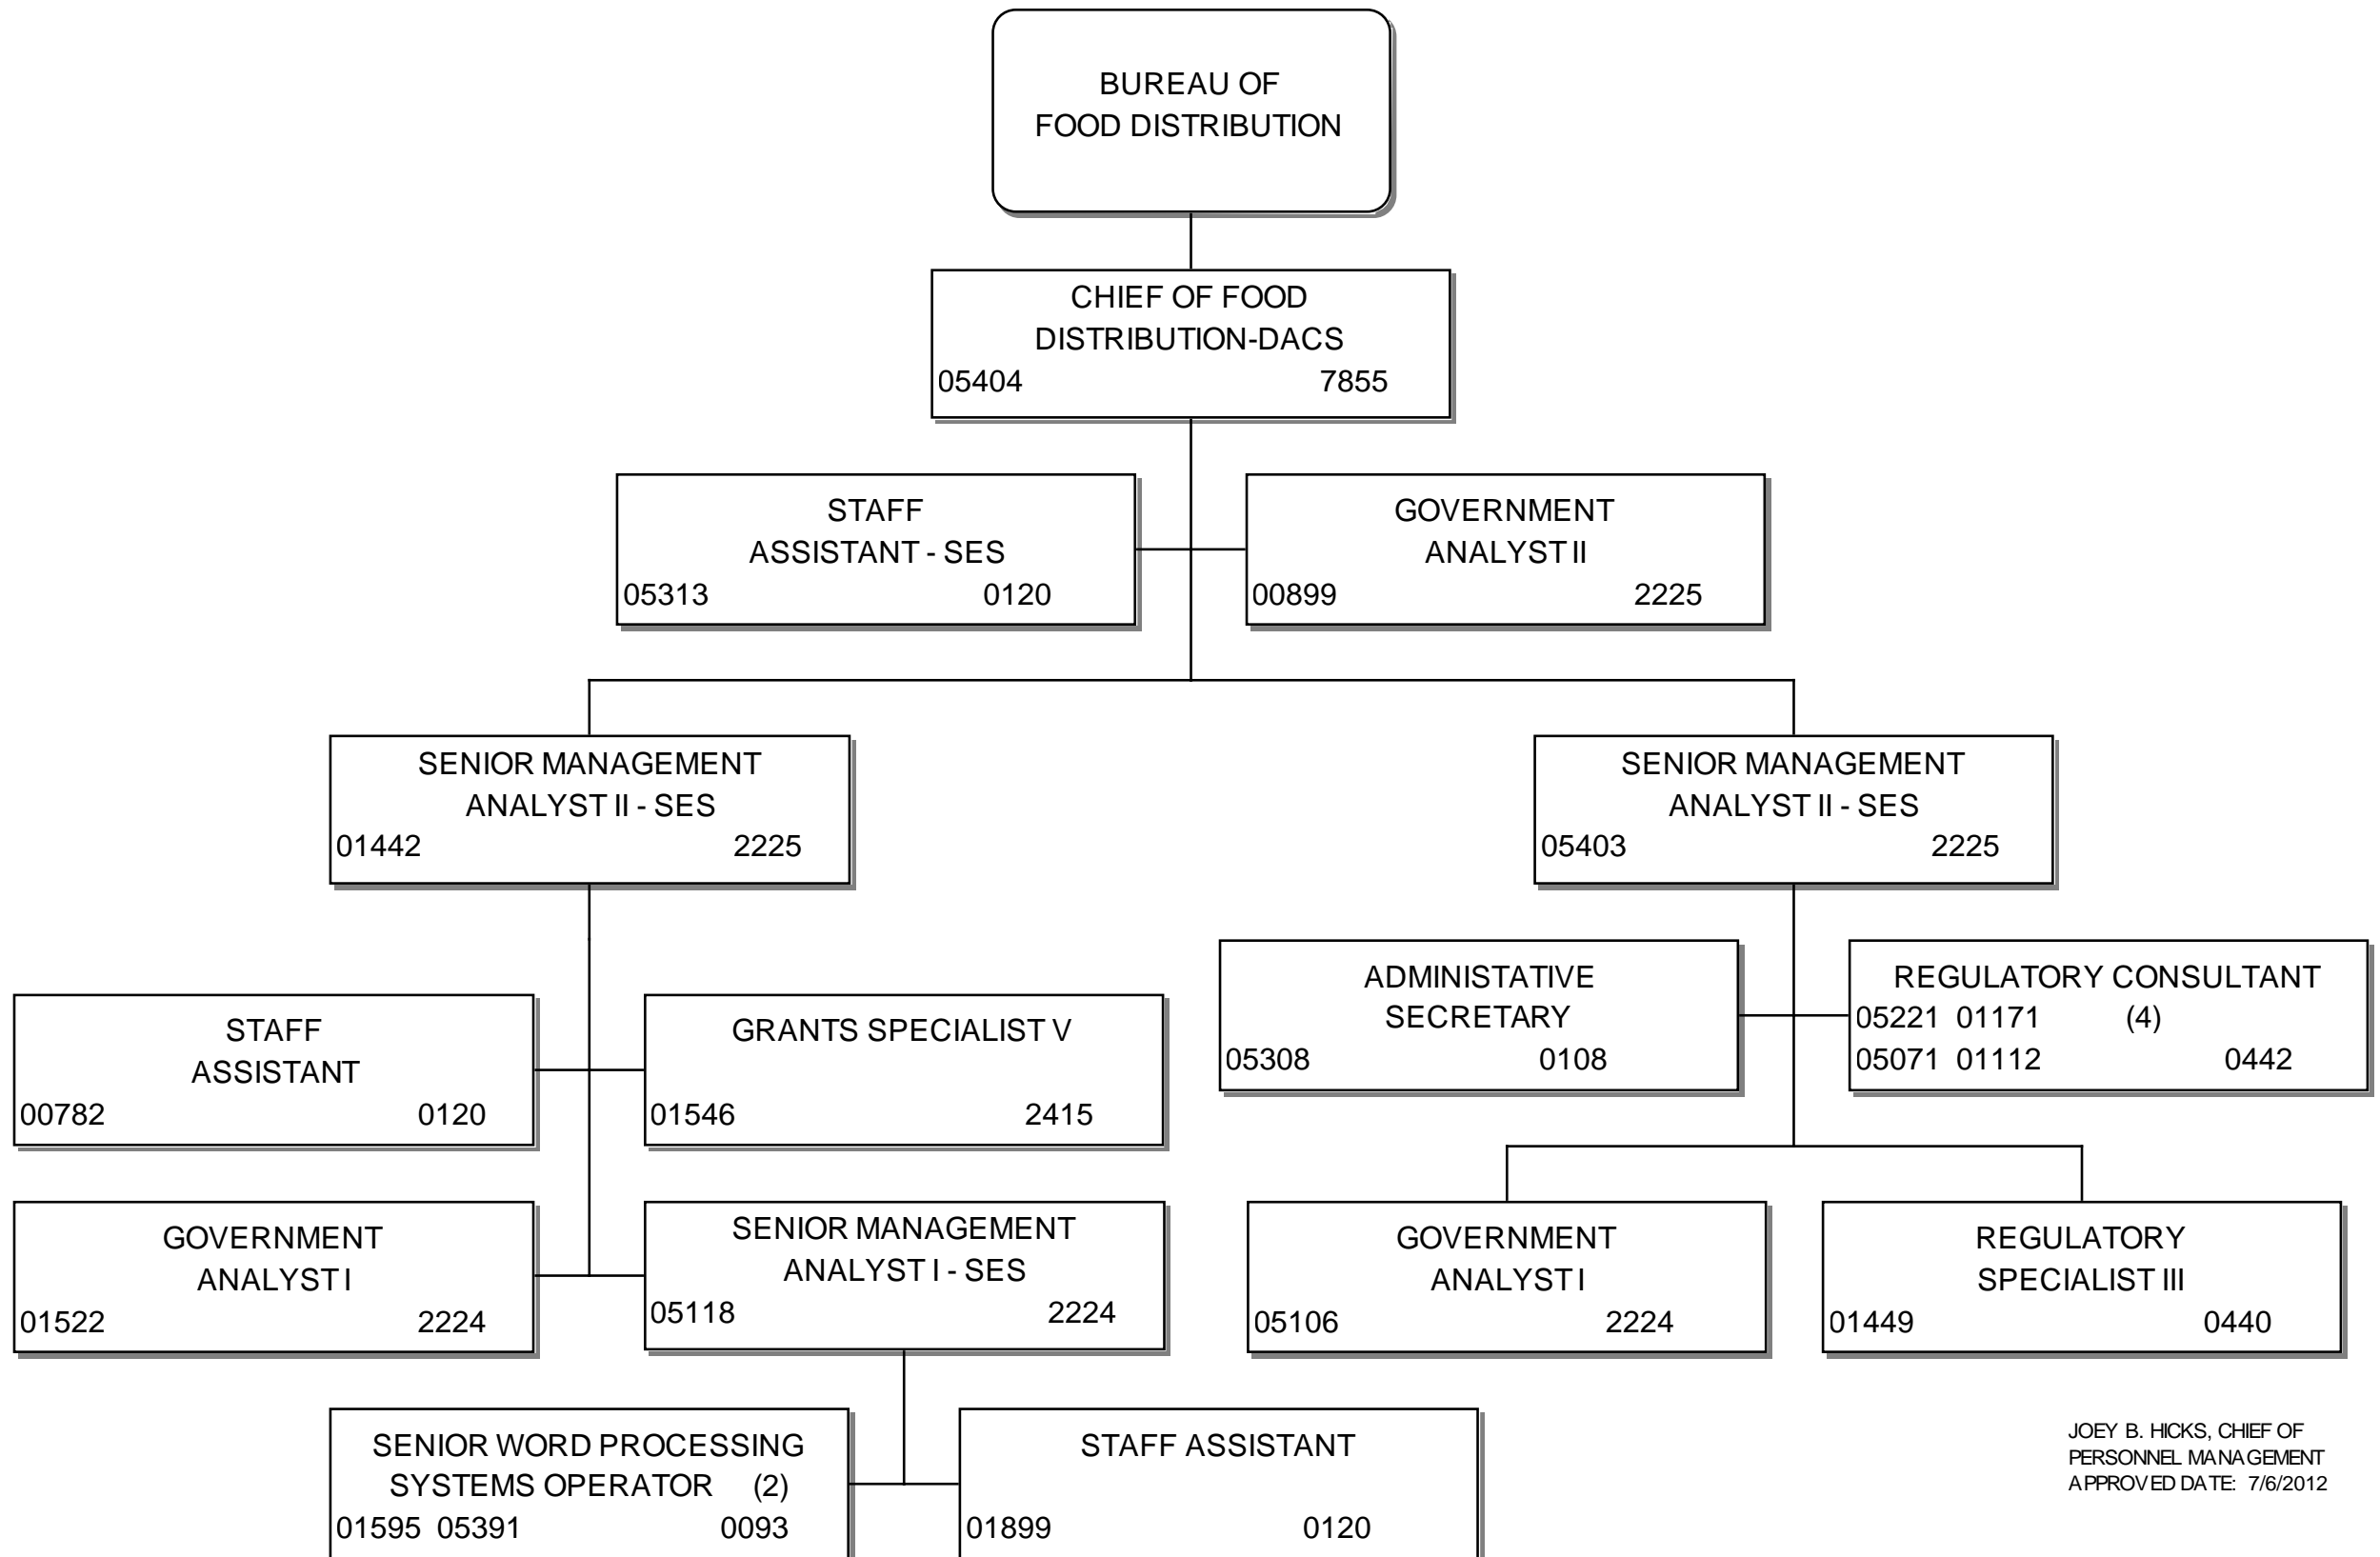 BUREAU OF
FOOD DISTRIBUTION
CHIEF OF FOOD
DISTRIBUTION-DACS
05404 7855
STAFF
ASSISTANT - SES
05313 0120
GOVERNMENT
ANALYST II
00899 2225
SENIOR MANAGEMENT
ANALYST II - SES
01442 2225
SENIOR MANAGEMENT
ANALYST II - SES
05403 2225
STAFF
ASSISTANT
00782 0120
GRANTS SPECIALIST V
01546 2415
ADMINISTATIVE
SECRETARY
05308 0108
REGULATORY CONSULTANT
05221 01171 (4)
05071 01112 0442
GOVERNMENT
ANALYST I
01522 2224
SENIOR MANAGEMENT
ANALYST I - SES
05118 2224
GOVERNMENT
ANALYST I
05106 2224
REGULATORY
SPECIALIST III
01449 0440
SENIOR WORD PROCESSING
SYSTEMS OPERATOR (2)
01595 05391 0093
STAFF ASSISTANT
01899 0120
JOEY B. HICKS, CHIEF OF
PERSONNEL MANAGEMENT
APPROVED DATE: 7/6/2012